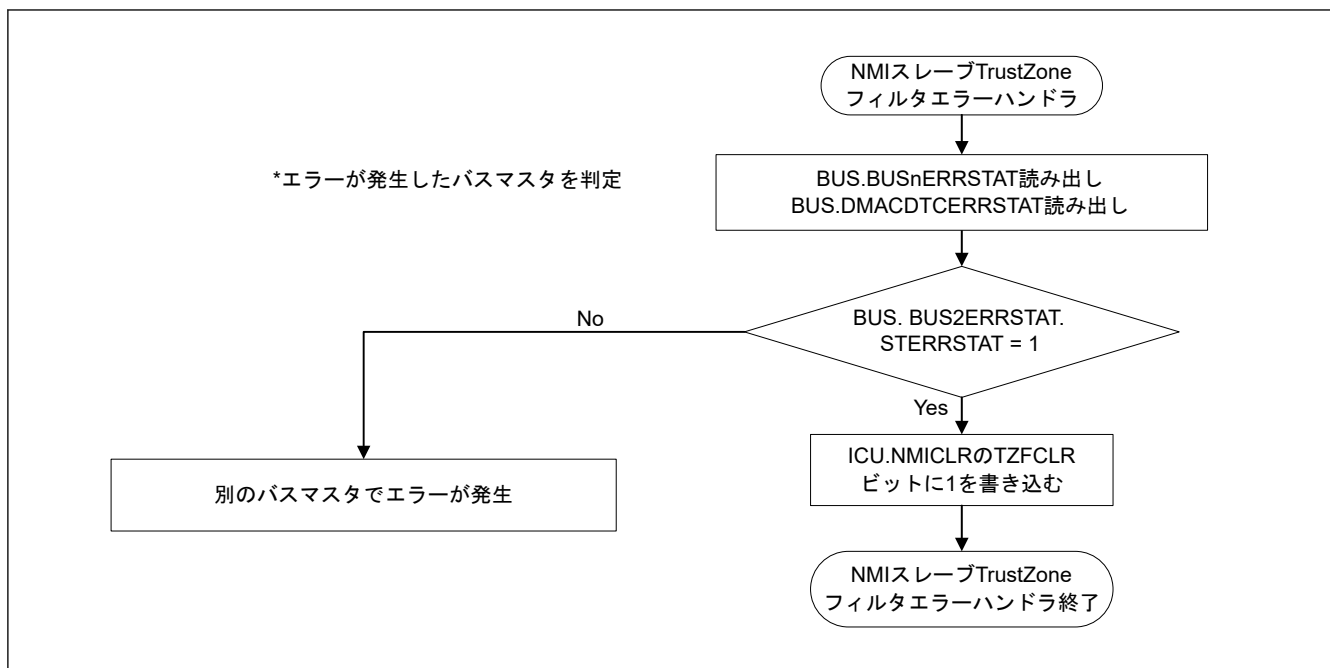 NMIスレーブTrustZone
フィルタエラーハンドラ
*エラーが発生したバスマスタを判定
BUS.BUSnERRSTAT読み出し
BUS.DMACDTCERRSTAT読み出し
No
BUS. BUS2ERRSTAT.
STERRSTAT = 1
Yes
別のバスマスタでエラーが発生
ICU.NMICLRのTZFCLR
ビットに1を書き込む
NMIスレーブTrustZone
フィルタエラーハンドラ終了